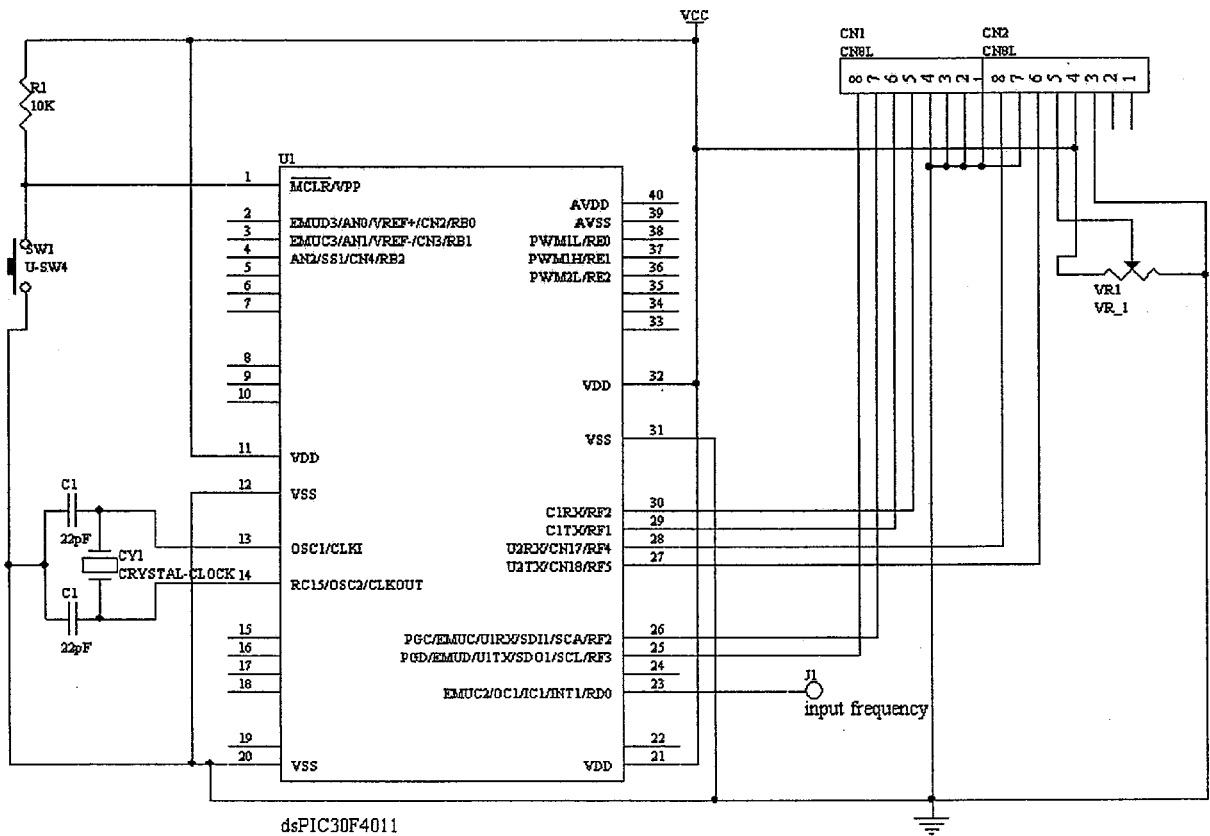 VCC
CN1
CN8L
8 7 6 5 4 3 2 1
CN2
CN8L
8 7 6 5 4 3 2 1
R1
10K
SW1
U-SW4
U1
1 MCLR/VPP
2 EMUD3/AN0/VREF+/CN2/RB0
3 EMUC3/AN1/VREF-/CN3/RB1
4 AN2/SS1/CN4/RB2
5
6
7
8
9
10
11 VDD
12 VSS
13 OSC1/CLKI
14 RC15/OSC2/CLKOUT
15
16
17
18
19
20 VSS
AVDD 40
AVSS 39
PWM1L/RE0 38
PWM1H/RE1 37
PWM2L/RE2 36
35
34
33
VDD 32
VSS 31
C1RX/RF2 30
C1TX/RF1 29
U2RX/CN17/RF4 28
U2TX/CN18/RF5 27
PGC/EMUC/U1RX/SDI1/SCA/RF2 26
PGD/EMUD/U1TX/SDO1/SCL/RF3 25
24
EMUC2/OC1/IC1/INT1/RD0 23
22
VDD 21
C1
22pF
CY1
CRYSTAL-CLOCK
C1
22pF
VR1
VR_1
J1
input frequency
dsPIC30F4011